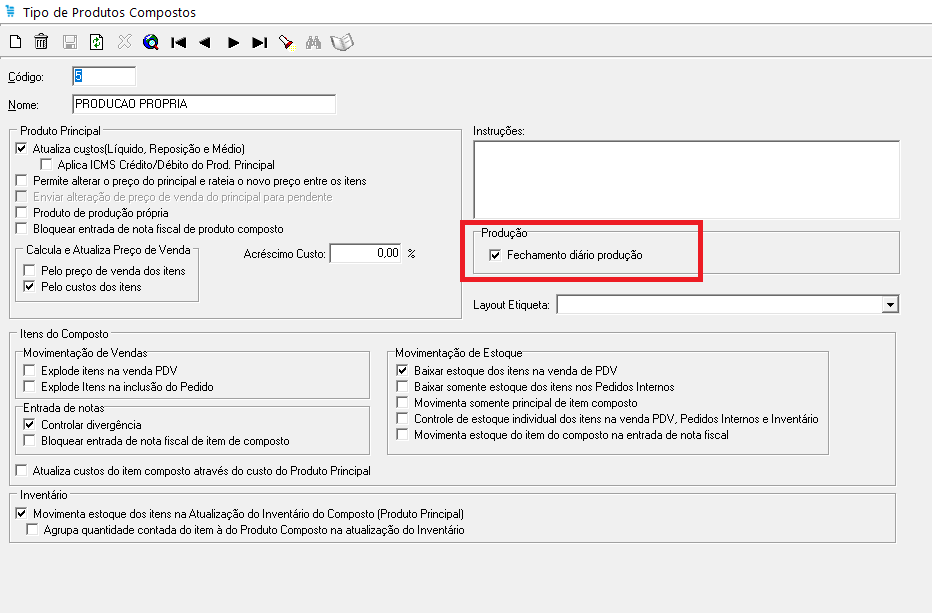 Tipo de Produtos Compostos
Código: 5
Nome: PRODUCAO PROPRIA
Produto Principal
Atualiza custos(Líquido, Reposição e Médio)
Aplica ICMS Crédito/Débito do Prod. Principal
Permite alterar o preço do principal e rateia o novo preço entre os itens
Enviar alteração de preço de venda do principal para pendente
Produto de produção própria
Bloquear entrada de nota fiscal de produto composto
Calcula e Atualiza Preço de Venda
Pelo preço de venda dos itens
Pelo custos dos itens
Acréscimo Custo: 0,00 %
Instruções:
Produção
Fechamento diário produção
Layout Etiqueta:
Itens do Composto
Movimentação de Vendas
Explode itens na venda PDV
Explode Itens na inclusão do Pedido
Entrada de notas
Controlar divergência
Bloquear entrada de nota fiscal de item de composto
Movimentação de Estoque
Baixar estoque dos itens na venda de PDV
Baixar somente estoque dos itens nos Pedidos Internos
Movimenta somente principal de item composto
Controle de estoque individual dos itens na venda PDV, Pedidos Internos e Inventário
Movimenta estoque do item do composto na entrada de nota fiscal
Atualiza custos do item composto através do custo do Produto Principal
Inventário
Movimenta estoque dos itens na Atualização do Inventário do Composto (Produto Principal)
Agrupa quantidade contada do item à do Produto Composto na atualização do Inventário